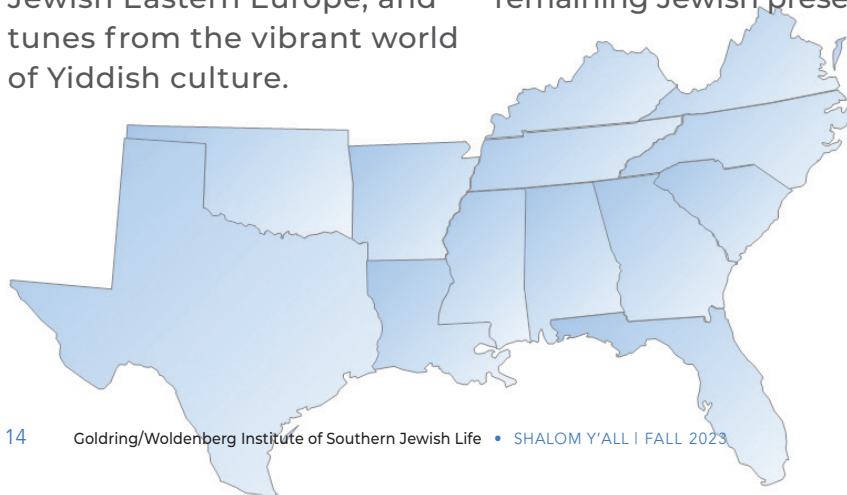 Jewish Eastern Europe, and
tunes from the vibrant world
of Yiddish culture.
remaining Jewish prese
14 Goldring/Woldenberg Institute of Southern Jewish Life • SHALOM Y'ALL | FALL 2023